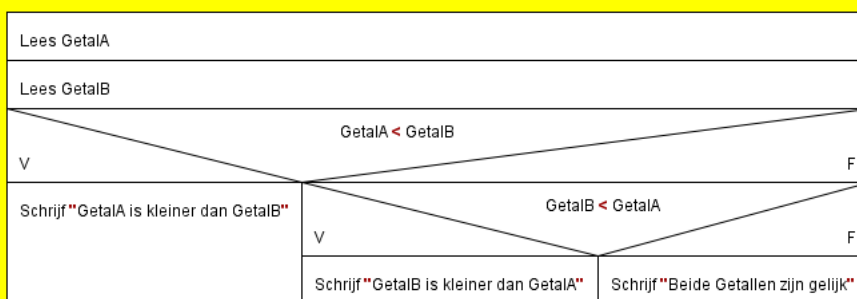 Lees GetalA
Lees GetalB
GetalA < GetalB
V F
Schrijf "GetalA is kleiner dan GetalB"
GetalB < GetalA
V F
Schrijf "GetalB is kleiner dan GetalA"
Schrijf "Beide Getallen zijn gelijk"